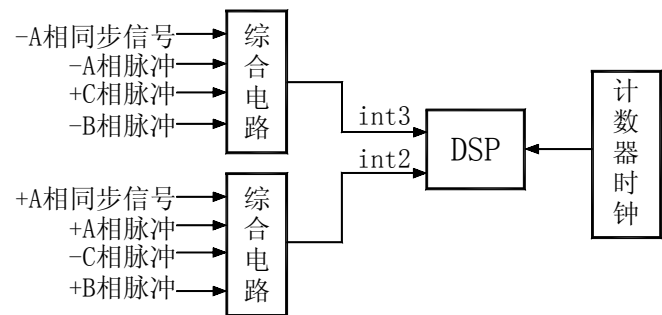 -A相同步信号
-A相脉冲
+C相脉冲
-B相脉冲
综合电路
int3
int2
DSP
计数器时钟
+A相同步信号
+A相脉冲
-C相脉冲
+B相脉冲
综合电路